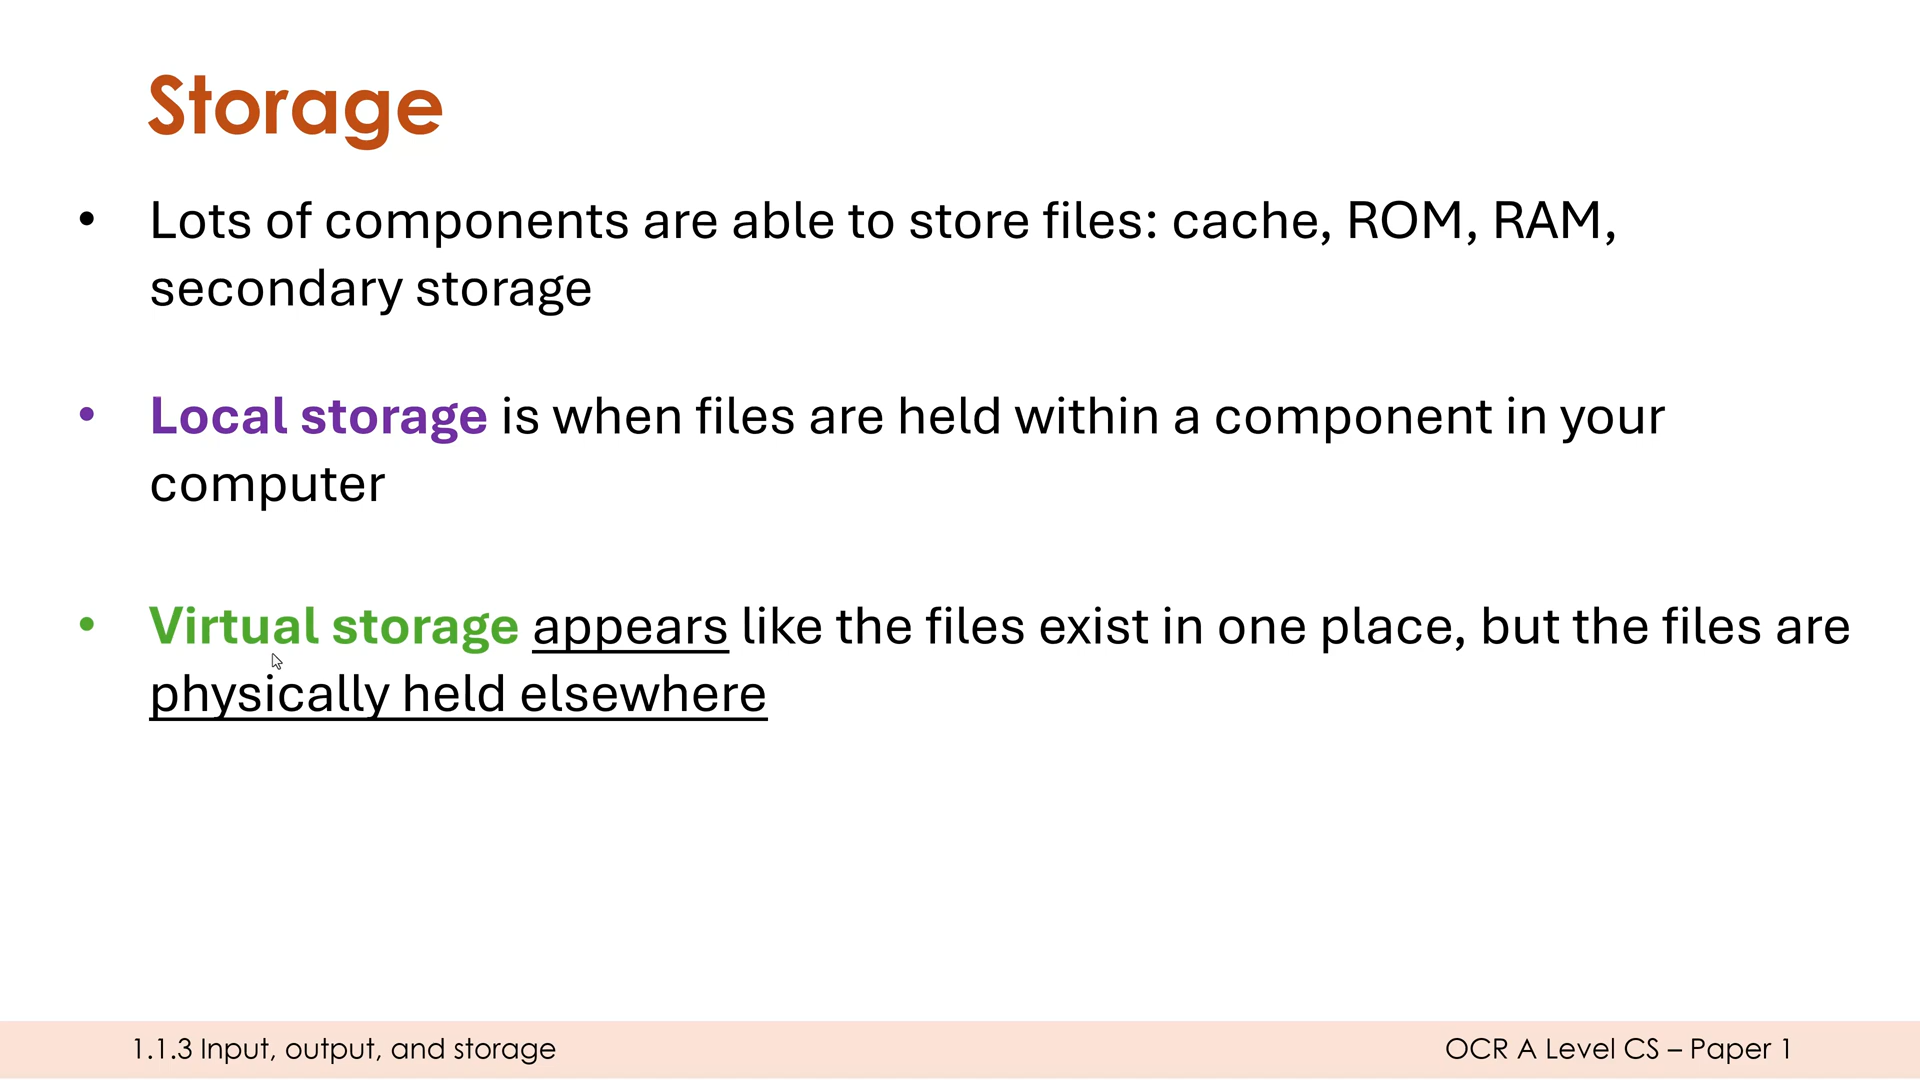 Storage
• Lots of components are able to store files: cache, ROM, RAM,
secondary storage
• Local storage is when files are held within a component in your
computer
• Virtual storage appears like the files exist in one place, but the files are
physically held elsewhere
1.1.3 Input, output, and storage
OCR A Level CS – Paper 1